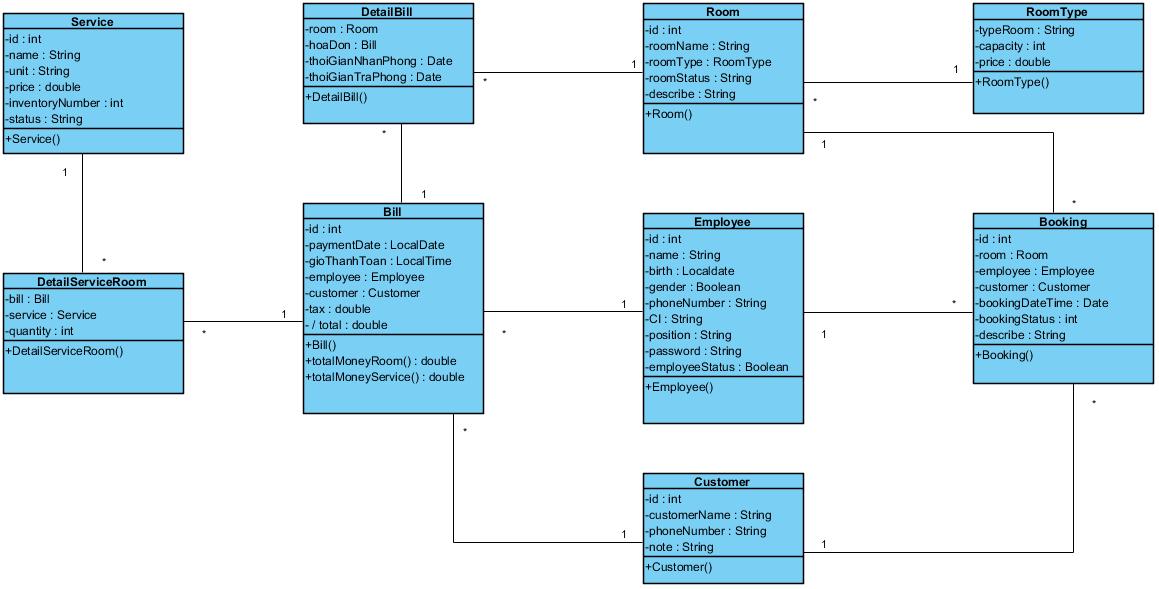 Service
-id : int
-name : String
-unit : String
-price : double
-inventoryNumber : int
-status : String
+Service()
1
*
DetailServiceRoom
-bill : Bill
-service : Service
-quantity : int
+DetailServiceRoom()
*
1
DetailBill
-room : Room
-hoaDon : Bill
-thoiGianNhanPhong : Date
-thoiGianTraPhong : Date
+DetailBill()
*
1
*
1
Bill
-id : int
-paymentDate : LocalDate
-gioThanhToan : LocalTime
-employee : Employee
-customer : Customer
-tax : double
- / total : double
+Bill()
+totalMoneyRoom() : double
+totalMoneyService() : double
*
1
*
1
Room
-id : int
-roomName : String
-roomType : RoomType
-roomStatus : String
-describe : String
+Room()
*
1
1
*
RoomType
-typeRoom : String
-capacity : int
-price : double
+RoomType()
Employee
-id : int
-name : String
-birth : Localdate
-gender : Boolean
-phoneNumber : String
-CI : String
-position : String
-password : String
-employeeStatus : Boolean
+Employee()
1
*
Booking
-id : int
-room : Room
-employee : Employee
-customer : Customer
-bookingDateTime : Date
-bookingStatus : int
-describe : String
+Booking()
*
1
Customer
-id : int
-customerName : String
-phoneNumber : String
-note : String
+Customer()